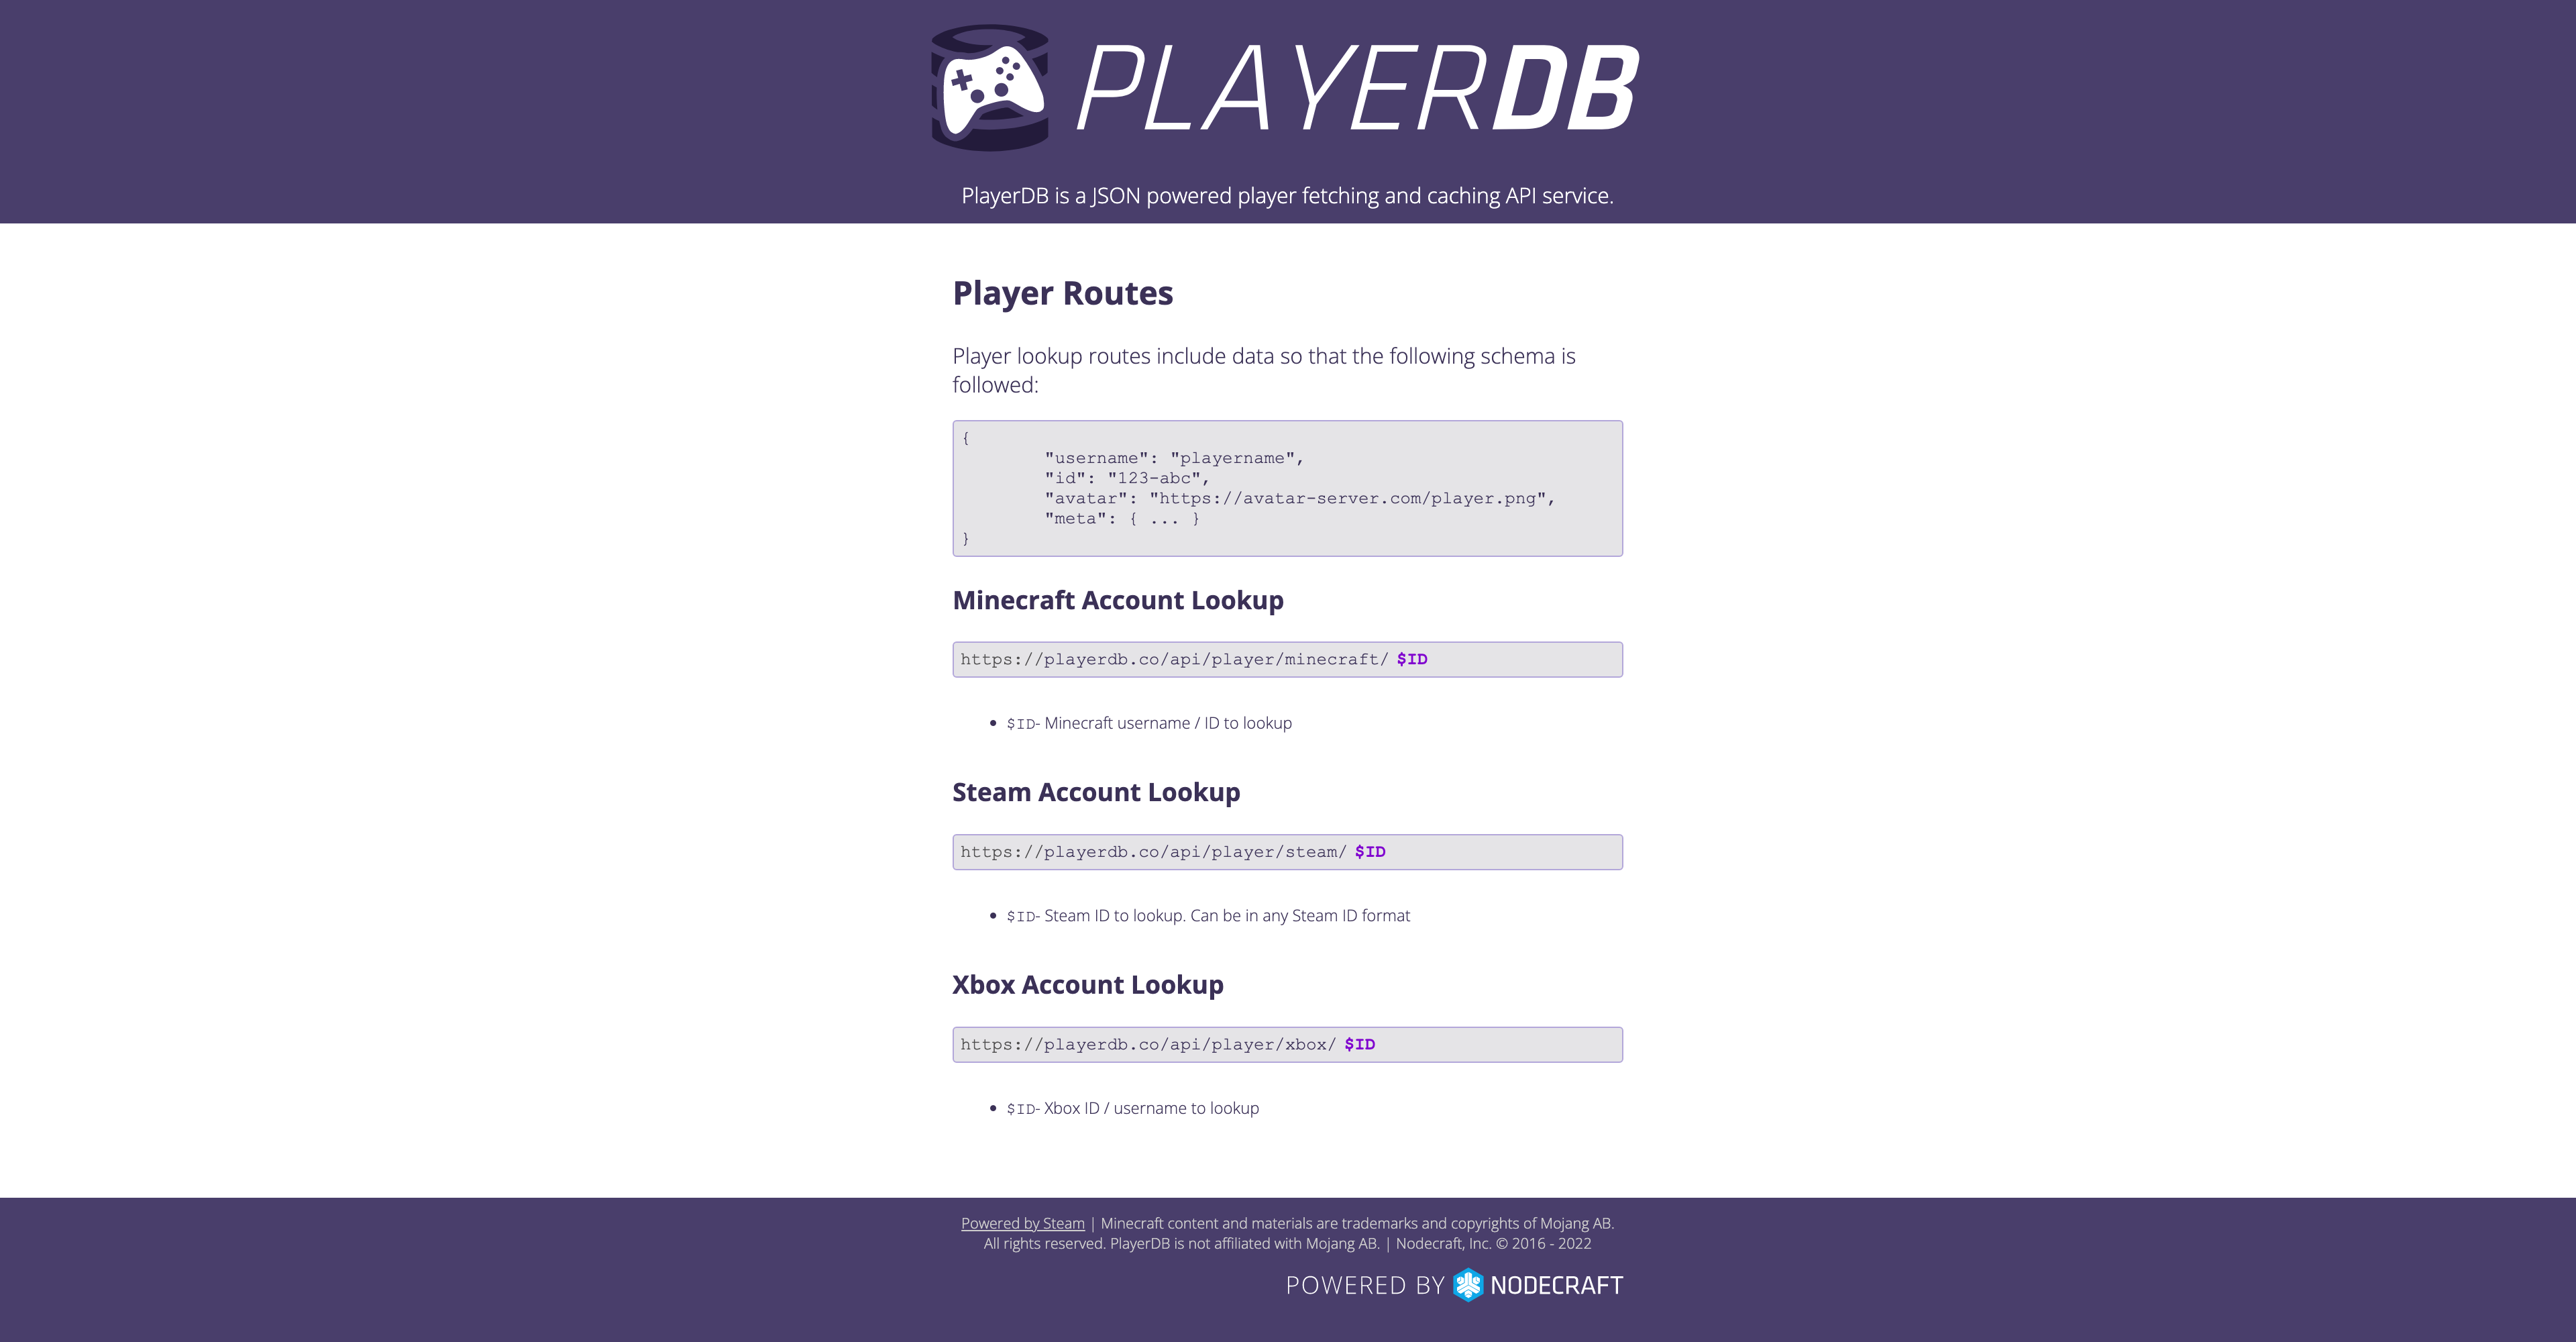 PLAYERDB
PlayerDB is a JSON powered player fetching and caching API service.
Player Routes
Player lookup routes include data so that the following schema is
followed:
{
"username": "playername",
"id": "123-abc",
"avatar": "https://avatar-server.com/player.png",
"meta": { ... }
}
Minecraft Account Lookup
https://playerdb.co/api/player/minecraft/ $ID
• $ID- Minecraft username / ID to lookup
Steam Account Lookup
https://playerdb.co/api/player/steam/ $ID
• $ID- Steam ID to lookup. Can be in any Steam ID format
Xbox Account Lookup
https://playerdb.co/api/player/xbox/ $ID
• $ID- Xbox ID / username to lookup
Powered by Steam | Minecraft content and materials are trademarks and copyrights of Mojang AB.
All rights reserved. PlayerDB is not affiliated with Mojang AB. | Nodecraft, Inc. © 2016 - 2022
POWERED BY NODECRAFT